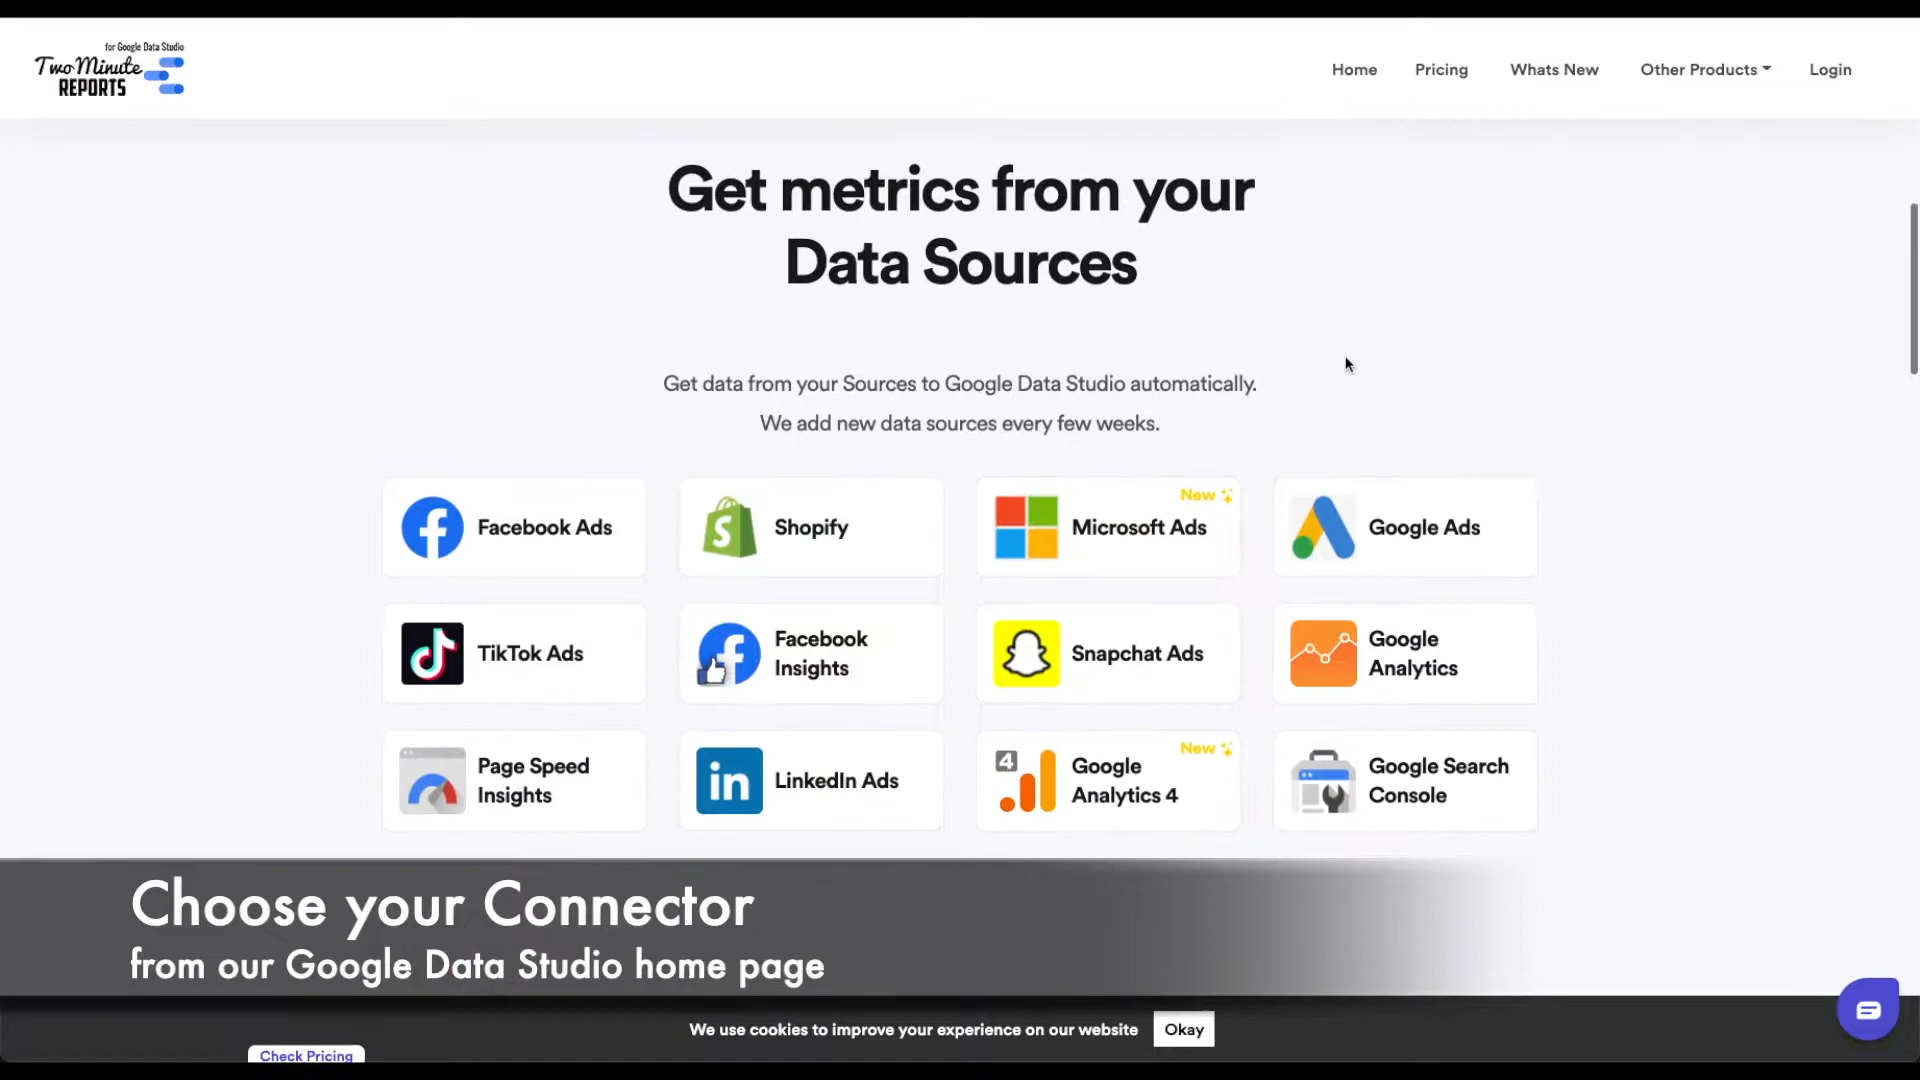 for Google Data Studio
Two Minute
REPORTS
Home Pricing Whats New Other Products Login
Get metrics from your
Data Sources
Get data from your Sources to Google Data Studio automatically.
We add new data sources every few weeks.
Facebook Ads
Shopify
New
Microsoft Ads
Google Ads
TikTok Ads
Facebook
Insights
Snapchat Ads
Google
Analytics
Page Speed
Insights
in
LinkedIn Ads
New
4
Google
Analytics 4
Google Search
Console
Choose your Connector
from our Google Data Studio home page
We use cookies to improve your experience on our website Okay
Check Pricing